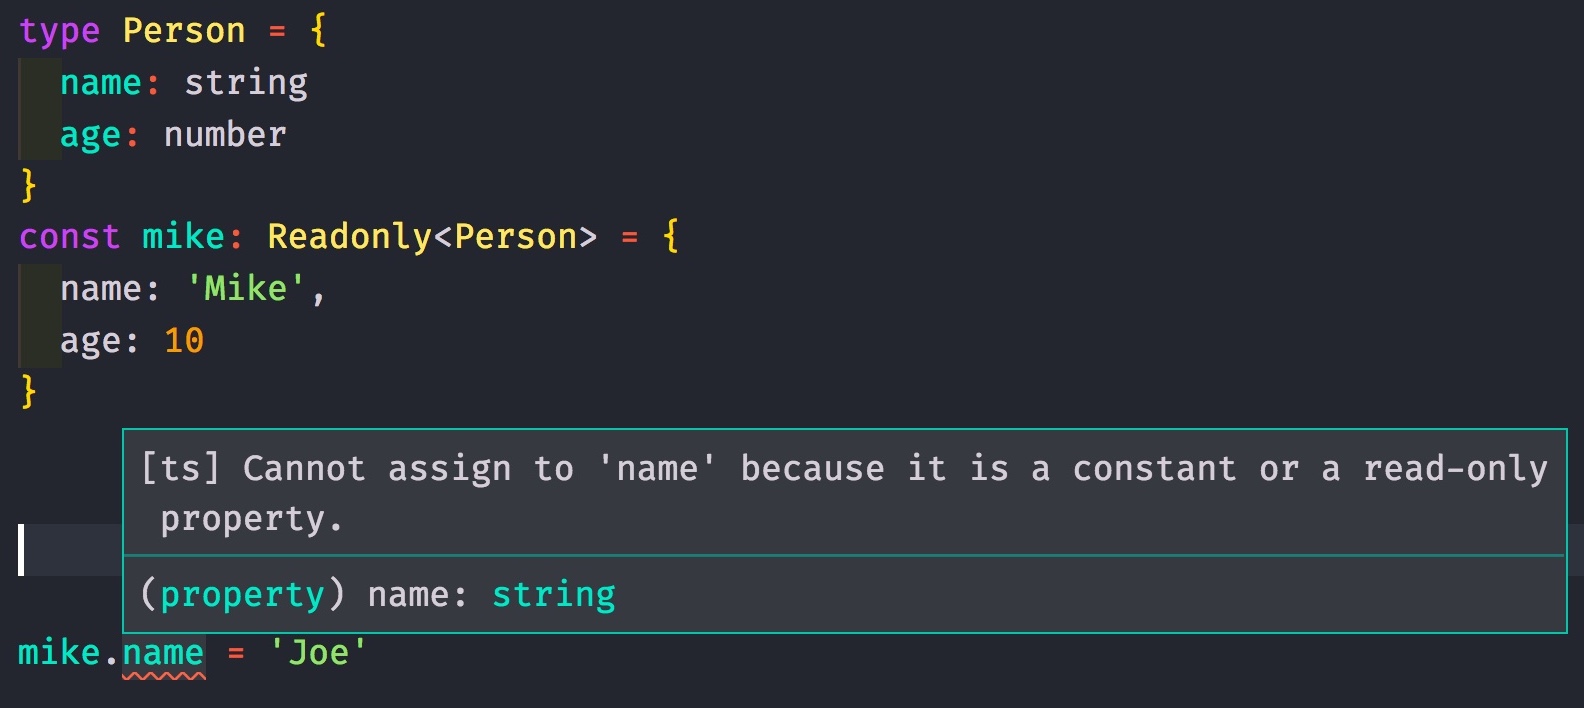 type Person = {
  name: string
  age: number
}
const mike: Readonly<Person> = {
  name: 'Mike',
  age: 10
}
[ts] Cannot assign to 'name' because it is a constant or a read-only
property.
(property) name: string
mike.name = 'Joe'